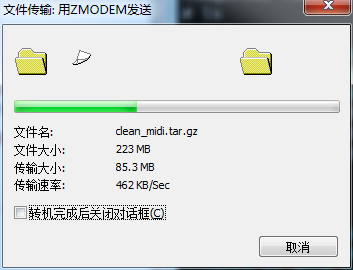 文件传输: 用ZMODEM发送
文件名: clean_midi.tar.gz
文件大小: 223 MB
传输大小: 85.3 MB
传输速率: 462 KB/Sec
转机完成后关闭对话框(C)
取消